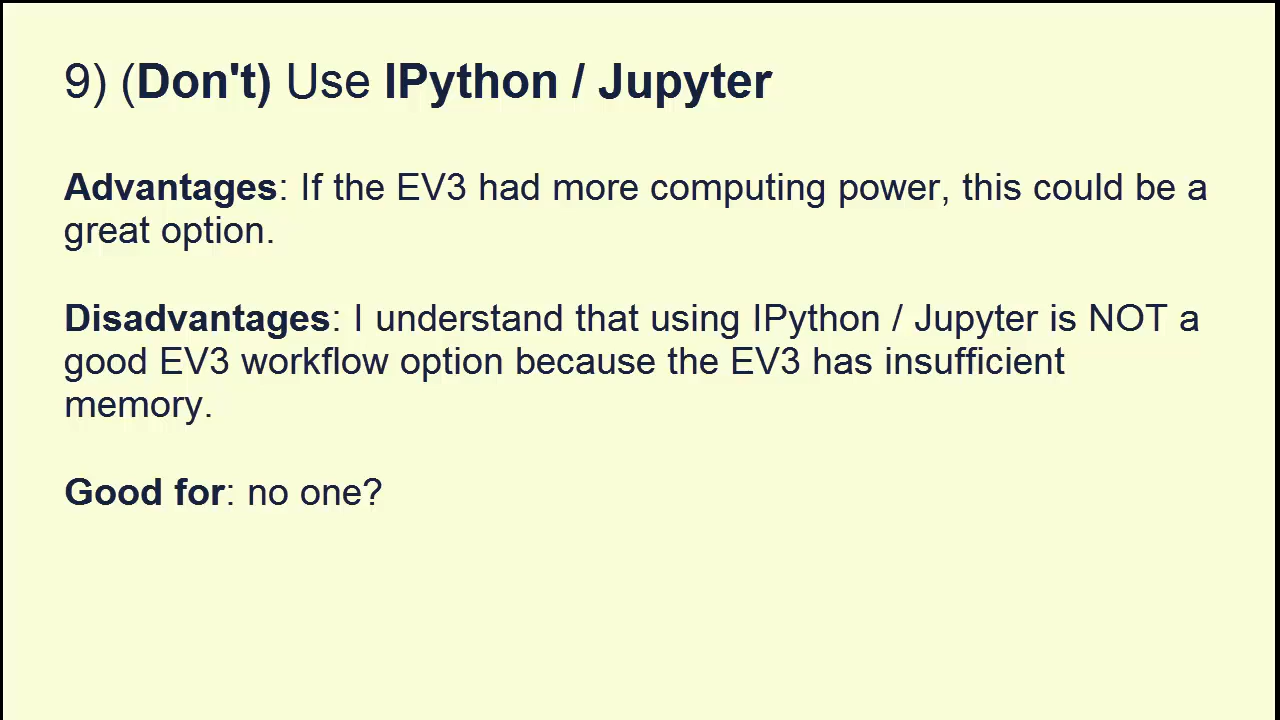 9) (Don't) Use IPython / Jupyter
Advantages: If the EV3 had more computing power, this could be a
great option.
Disadvantages: I understand that using IPython / Jupyter is NOT a
good EV3 workflow option because the EV3 has insufficient
memory.
Good for: no one?